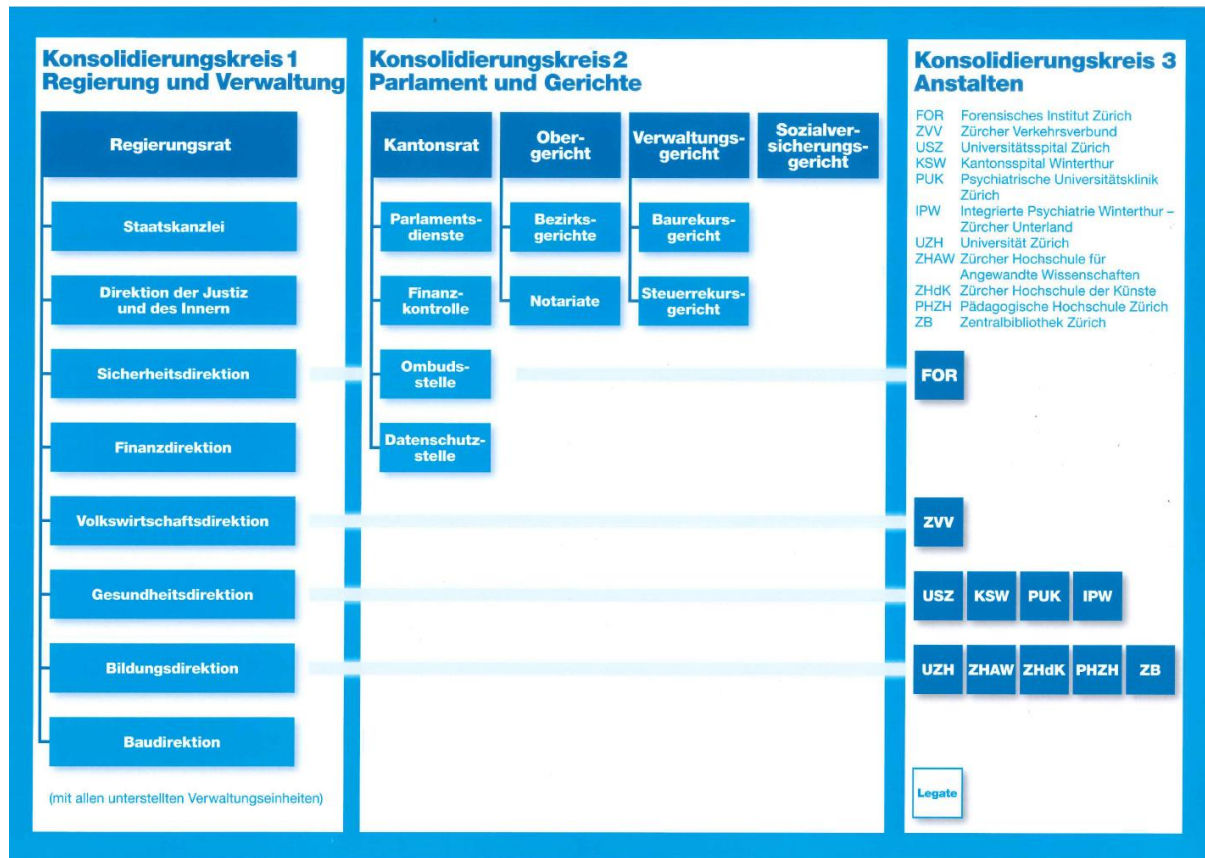 Konsolidierungskreis 1
Regierung und Verwaltung
Regierungsrat
Staatskanzlei
Direktion der Justiz
und des Innern
Sicherheitsdirektion
Finanzdirektion
Volkswirtschaftsdirektion
Gesundheitsdirektion
Bildungsdirektion
Baudirektion
(mit allen unterstellten Verwaltungseinheiten)
Konsolidierungskreis 2
Parlament und Gerichte
Kantonsrat
Parlaments-
dienste
Finanz-
kontrolle
Ombuds-
stelle
Datenschutz-
stelle
Ober-
gericht
Bezirks-
gerichte
Notariate
Verwaltungs-
gericht
Baurekurs-
gericht
Steuerrekurs-
gericht
Sozialver-
sicherungs-
gericht
Konsolidierungskreis 3
Anstalten
FOR Forensisches Institut Zürich
ZVV Zürcher Verkehrsverbund
USZ Universitätsspital Zürich
KSW Kantonsspital Winterthur
PUK Psychiatrische Universitätsklinik
Zürich
IPW Integrierte Psychiatrie Winterthur –
Zürcher Unterland
UZH Universität Zürich
ZHAW Zürcher Hochschule für
Angewandte Wissenschaften
ZHdK Zürcher Hochschule der Künste
PHZH Pädagogische Hochschule Zürich
ZB Zentralbibliothek Zürich
FOR
ZVV
USZ KSW PUK IPW
UZH ZHAW ZHdK PHZH ZB
Legate